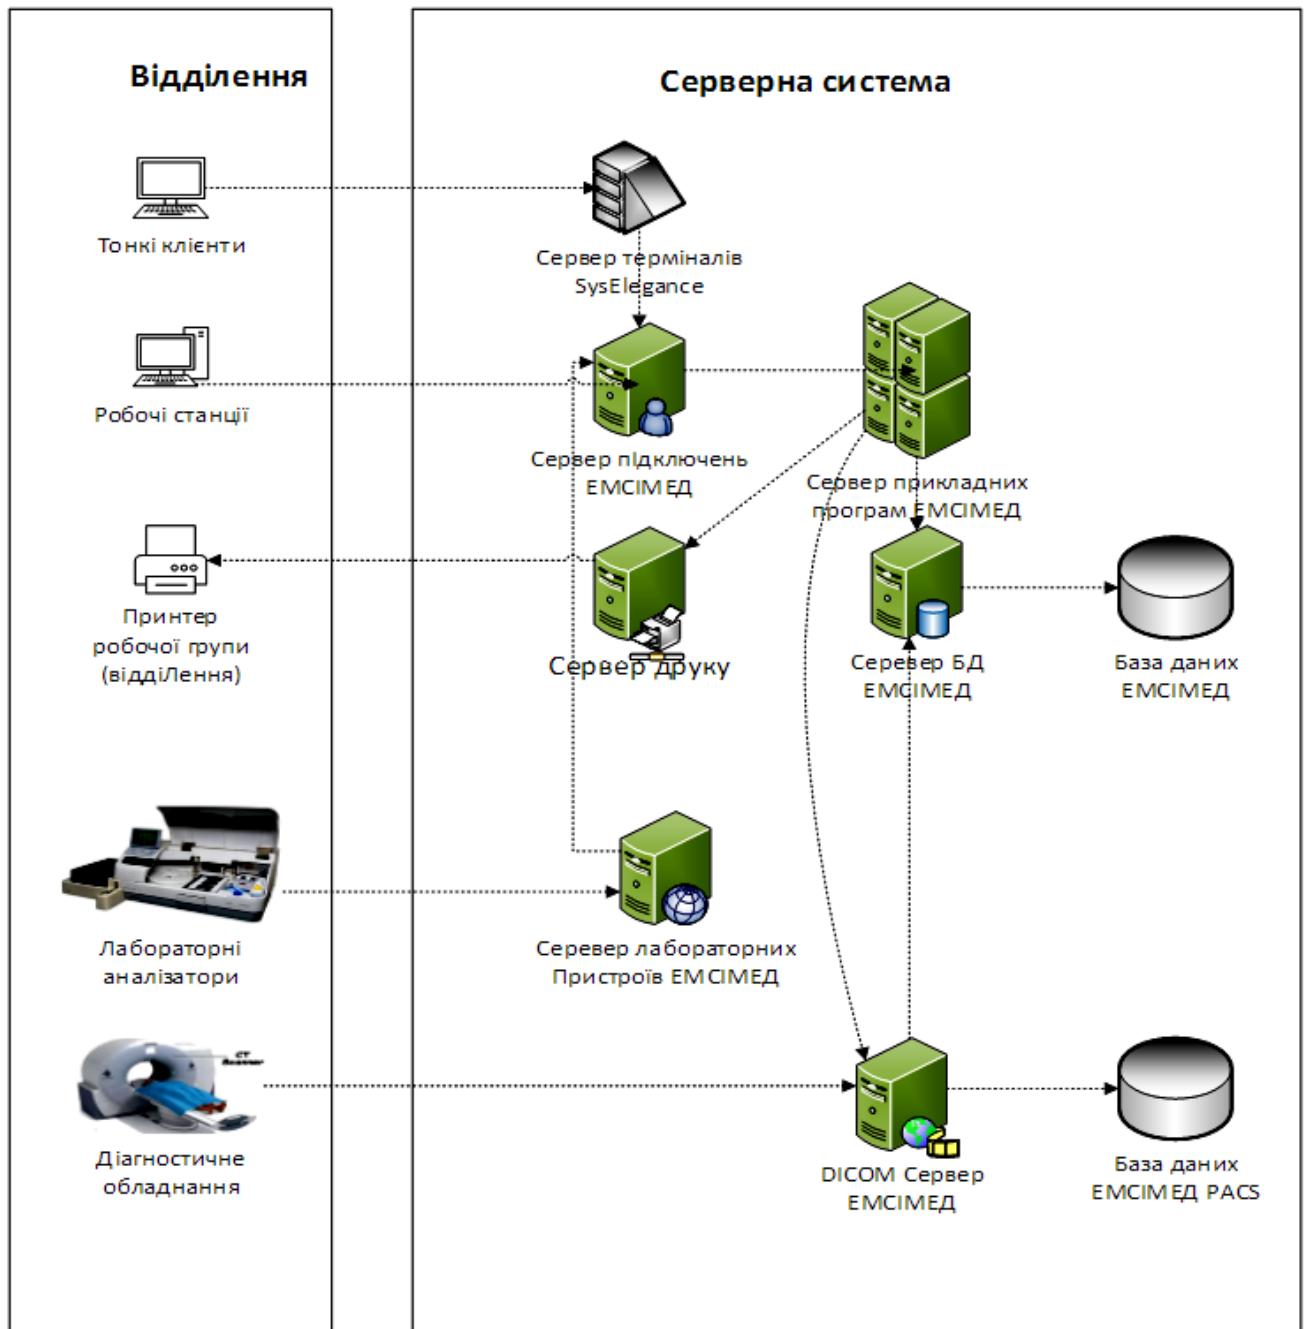 Відділення
Серверна система
Тонкі клієнти
Сервер терміналів
SysElegance
Робочі станції
Сервер підключень
ЕМСІМЕД
Сервер прикладних
програм ЕМСІМЕД
Принтер
робочої групи
(віддіЛення)
Сервер друку
Серевер БД
ЕМСІМЕД
База даних
ЕМСІМЕД
Лабораторні
аналізатори
Серевер лабораторних
Пристроїв ЕМСІМЕД
CT
Scanner
Діагностичне
обладнання
DICOM Сервер
ЕМСІМЕД
База даних
ЕМСІМЕД PACS